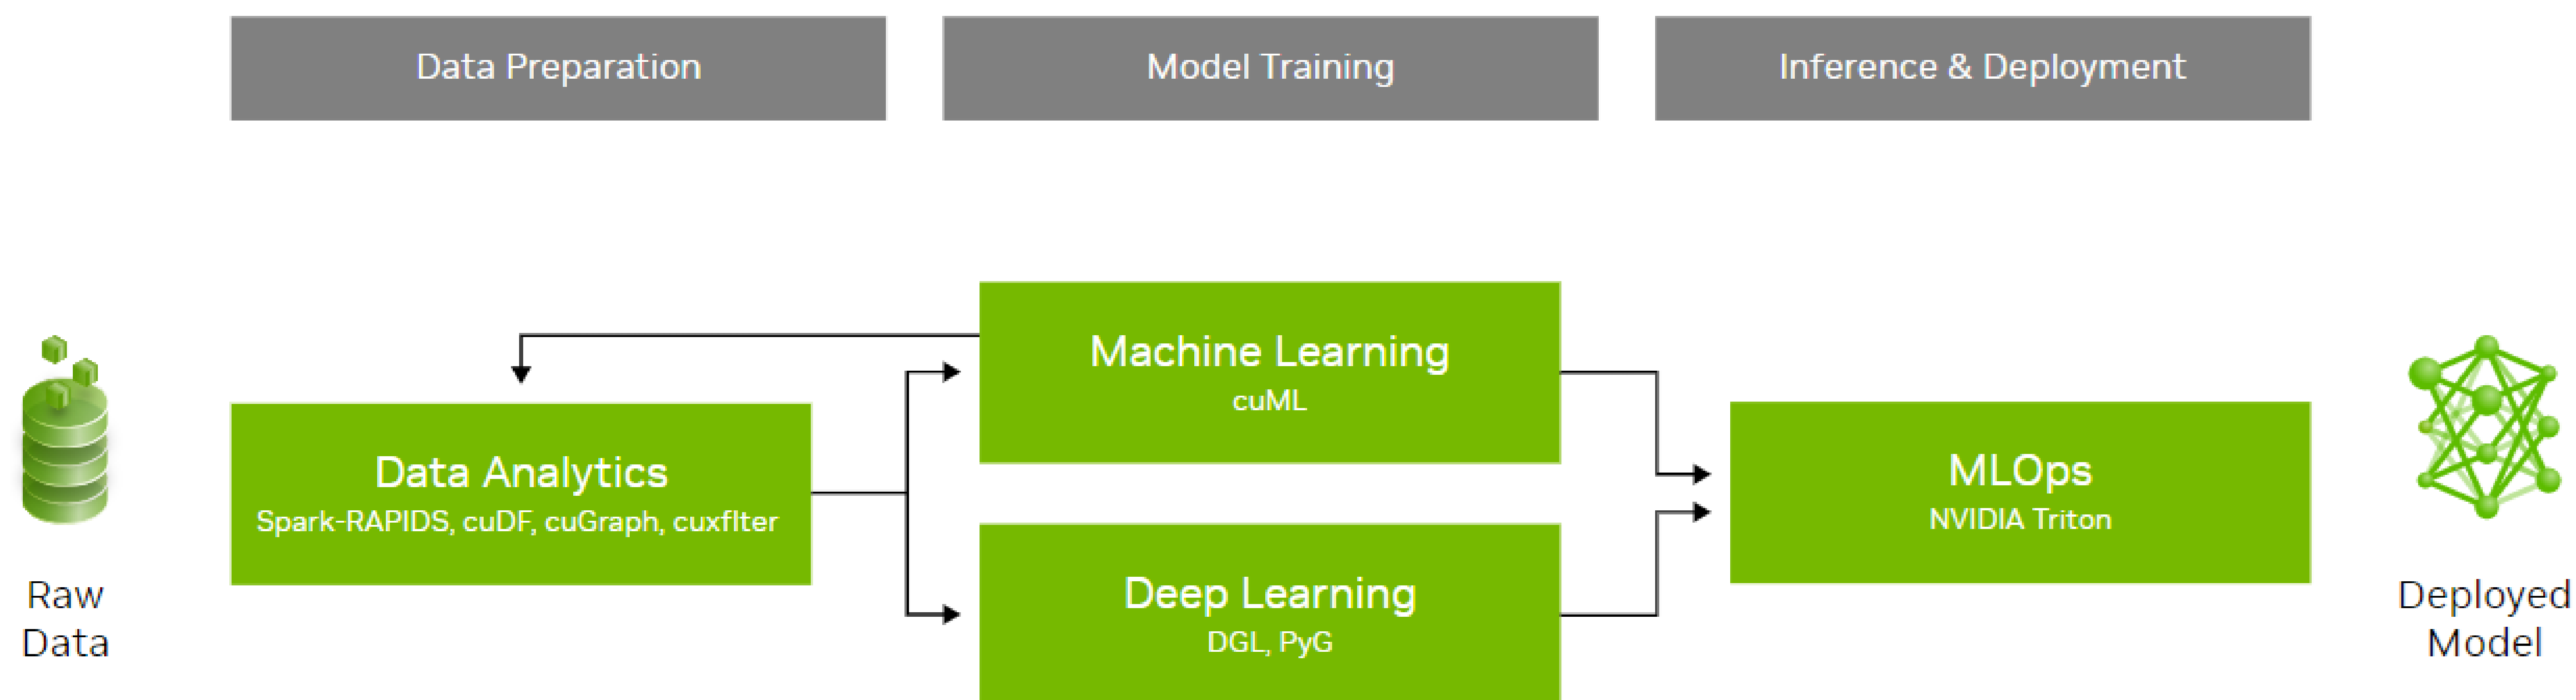 Data Preparation
Model Training
Inference & Deployment
Machine Learning
cuML
Data Analytics
Spark-RAPIDS, cuDF, cuGraph, cuxflter
MLOps
NVIDIA Triton
Deep Learning
DGL, PyG
Raw
Data
Deployed
Model